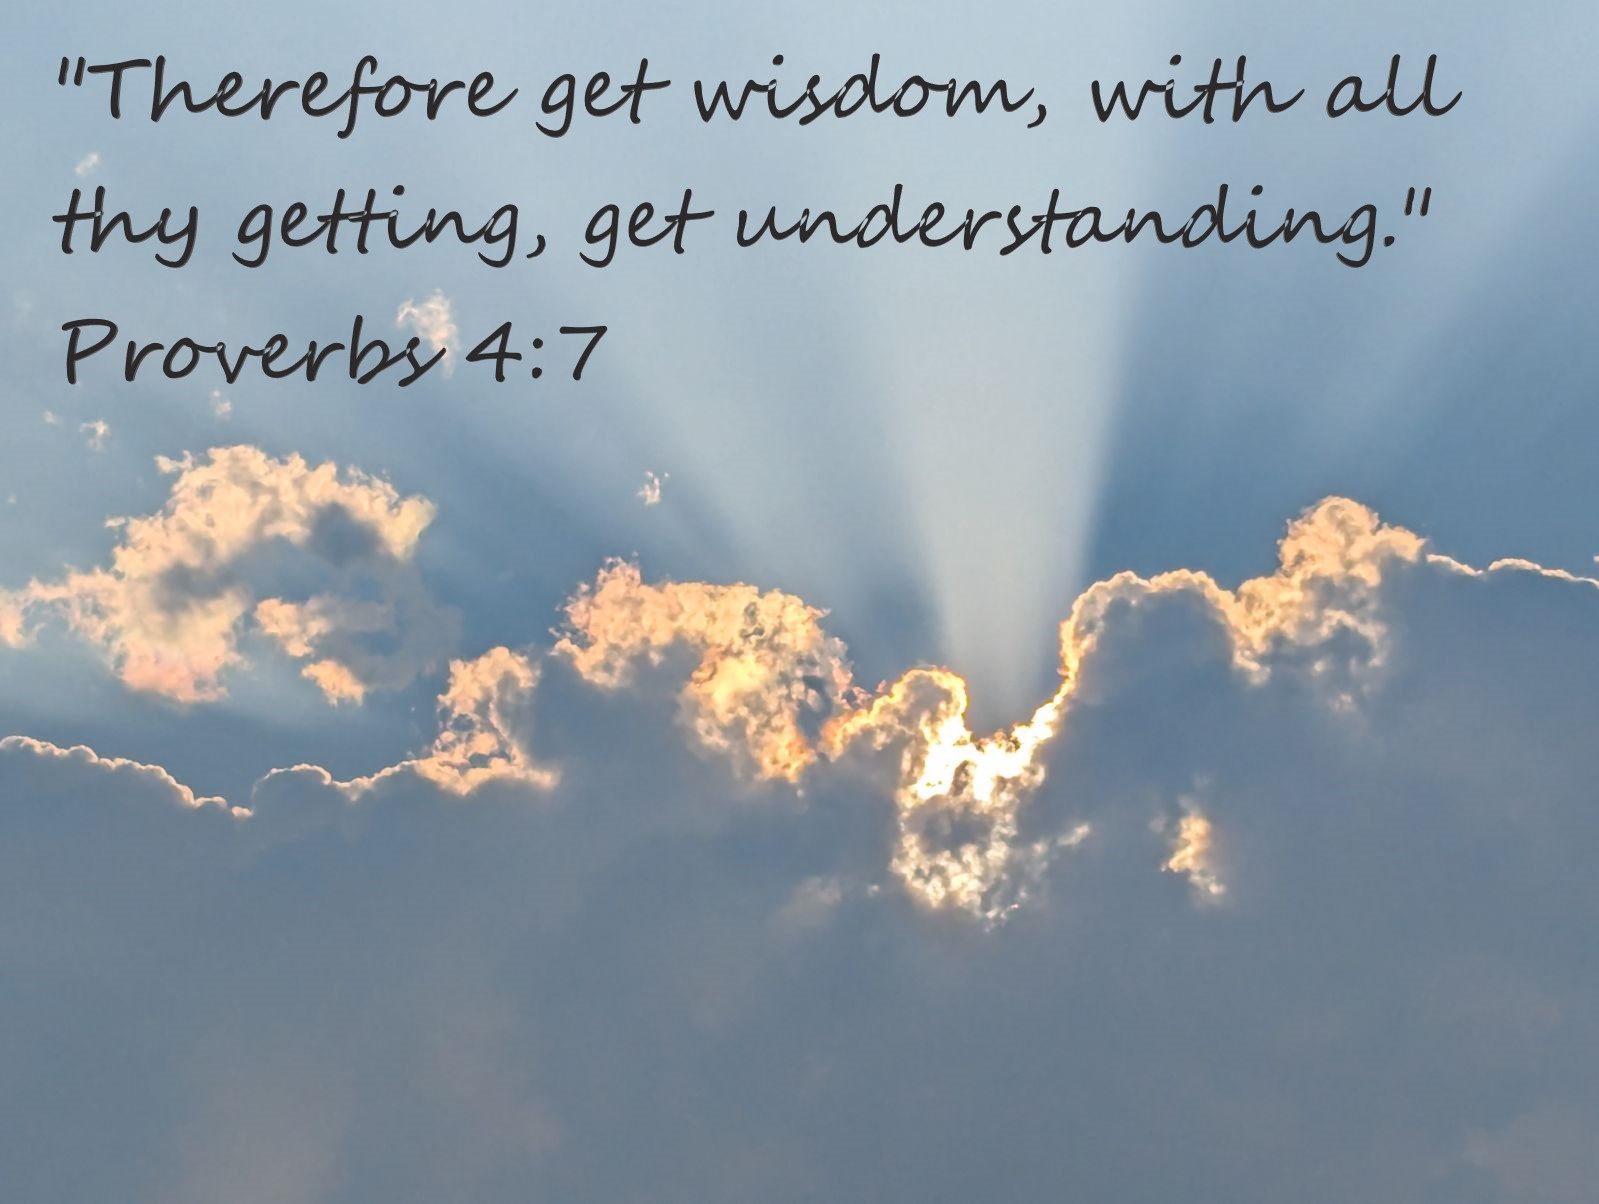 "Therefore get wisdom, with all
thy getting, get understanding."
Proverbs 4:7